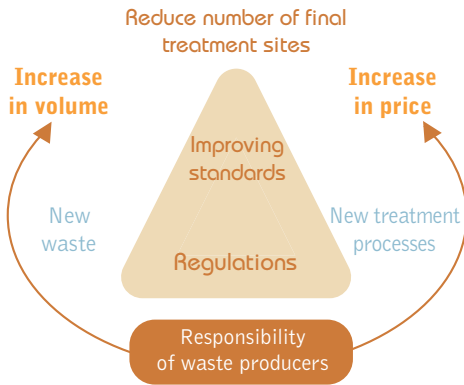 Reduce number of final
treatment sites
Increase
in volume
Increase
in price
Improving
standards
New
waste
New treatment
processes
Regulations
Responsibility
of waste producers